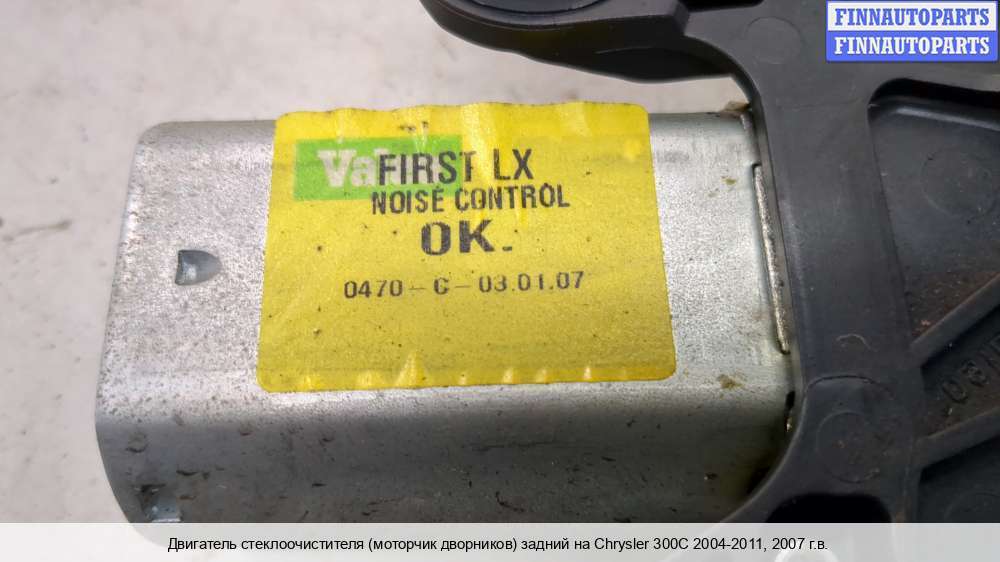 FINNAUTOPARTS
FINNAUTOPARTS
FIRST LX
NOISE CONTROL
OK.
0470-C-03.01.07
Двигатель стеклоочистителя (моторчик дворников) задний на Chrysler 300C 2004-2011, 2007 г.в.